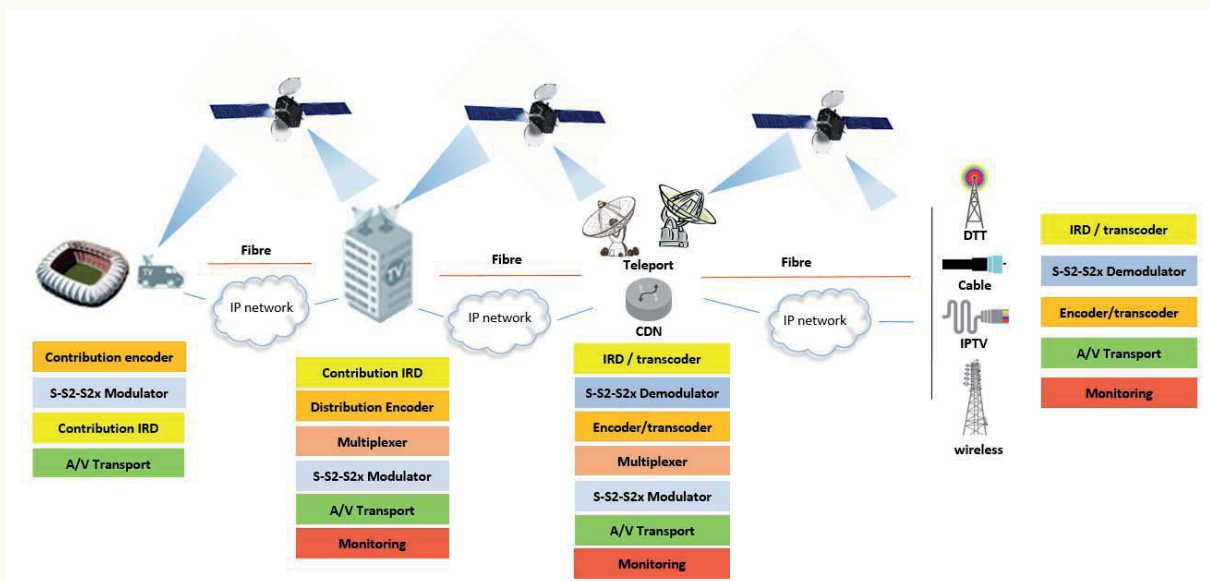 TV
TV
Fibre
IP network
Fibre
IP network
Teleport
CDN
Fibre
IP network
DTT
Cable
IPTV
wireless
Contribution encoder
S-S2-S2x Modulator
Contribution IRD
A/V Transport
Contribution IRD
Distribution Encoder
Multiplexer
S-S2-S2x Modulator
A/V Transport
Monitoring
IRD / transcoder
S-S2-S2x Demodulator
Encoder/transcoder
Multiplexer
S-S2-S2x Modulator
A/V Transport
Monitoring
IRD / transcoder
S-S2-S2x Demodulator
Encoder/transcoder
A/V Transport
Monitoring